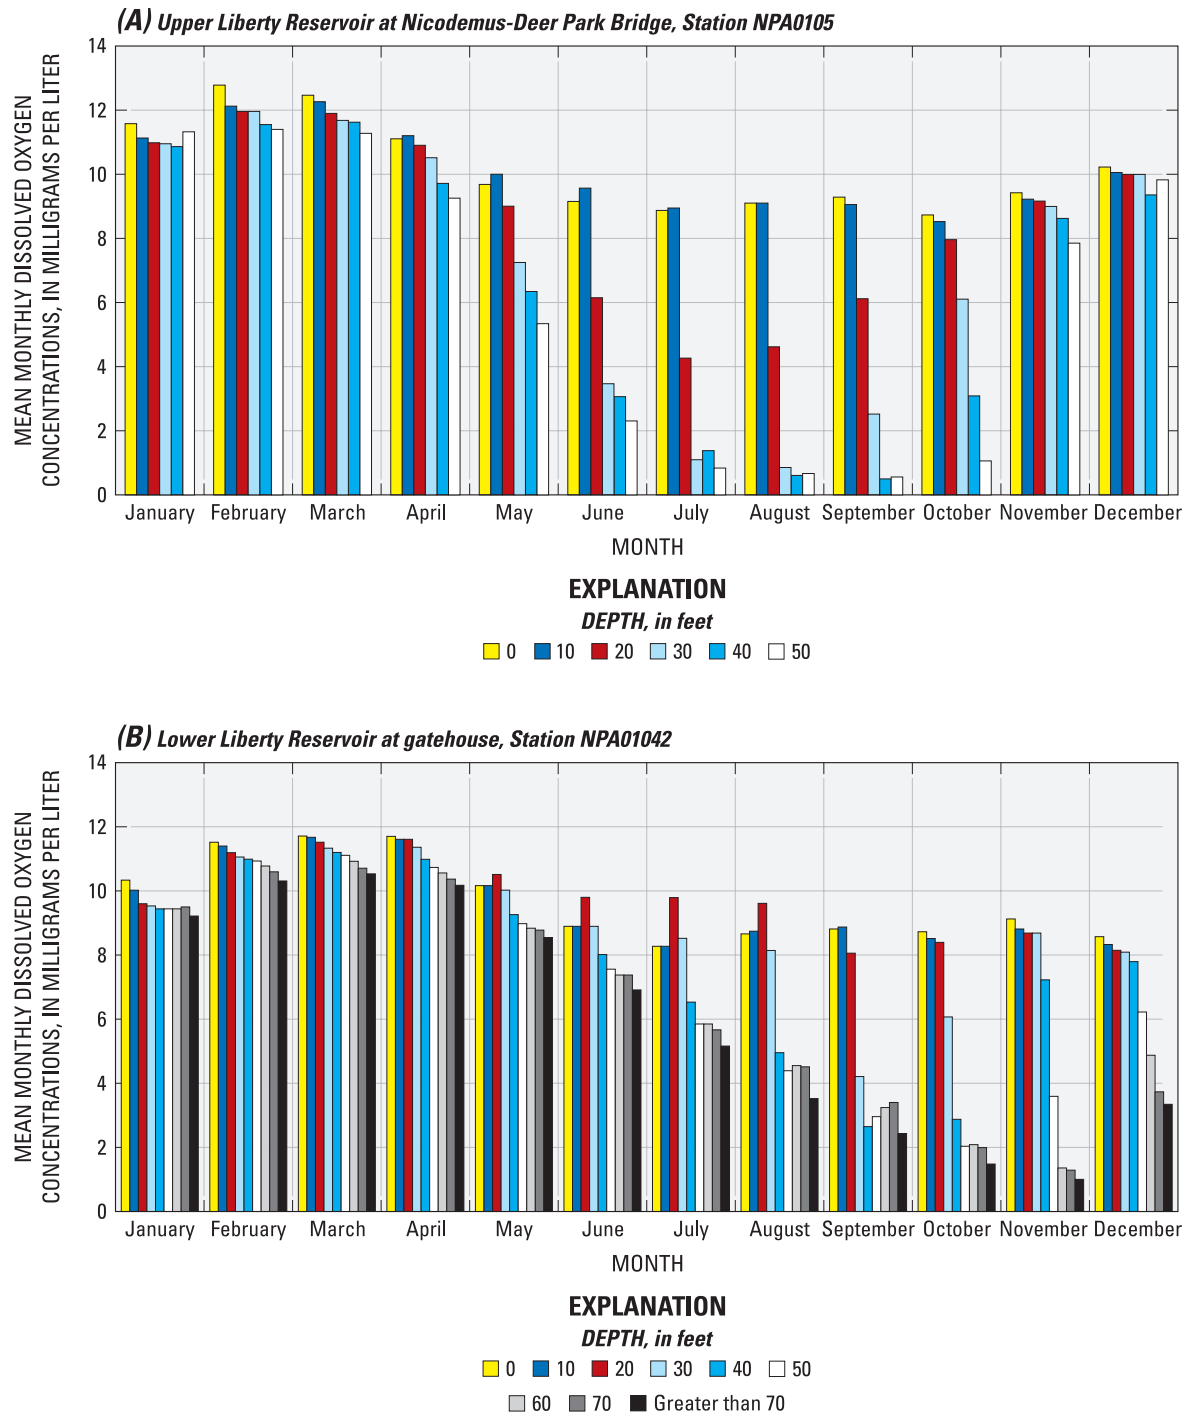 (A) Upper Liberty Reservoir at Nicodemus-Deer Park Bridge, Station NPA0105
MEAN MONTHLY DISSOLVED OXYGEN
CONCENTRATIONS, IN MILLIGRAMS PER LITER
14
12
10
8
6
4
2
0
January February March April May June July August September October November December
MONTH
EXPLANATION
DEPTH, in feet
0 10 20 30 40 50
(B) Lower Liberty Reservoir at gatehouse, Station NPA01042
MEAN MONTHLY DISSOLVED OXYGEN
CONCENTRATIONS, IN MILLIGRAMS PER LITER
14
12
10
8
6
4
2
0
January February March April May June July August September October November December
MONTH
EXPLANATION
DEPTH, in feet
0 10 20 30 40 50
60 70 Greater than 70